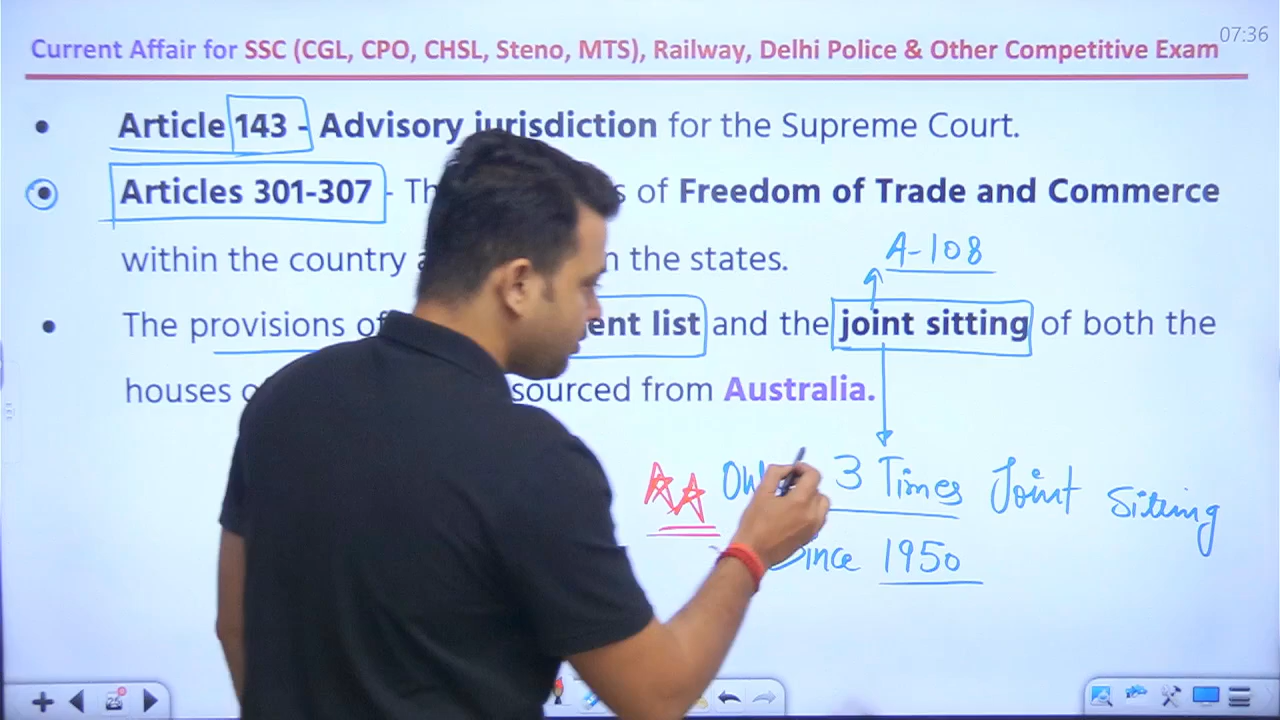 07:36
Current Affair for SSC (CGL, CPO, CHSL, Steno, MTS), Railway, Delhi Police & Other Competitive Exam
• Article 143 - Advisory jurisdiction for the Supreme Court.
• Articles 301-307 - of Freedom of Trade and Commerce
within the country the states.
A-108
• The provisions of list and the joint sitting of both the
houses sourced from Australia.
3 Times Joint Sitting
Since 1950